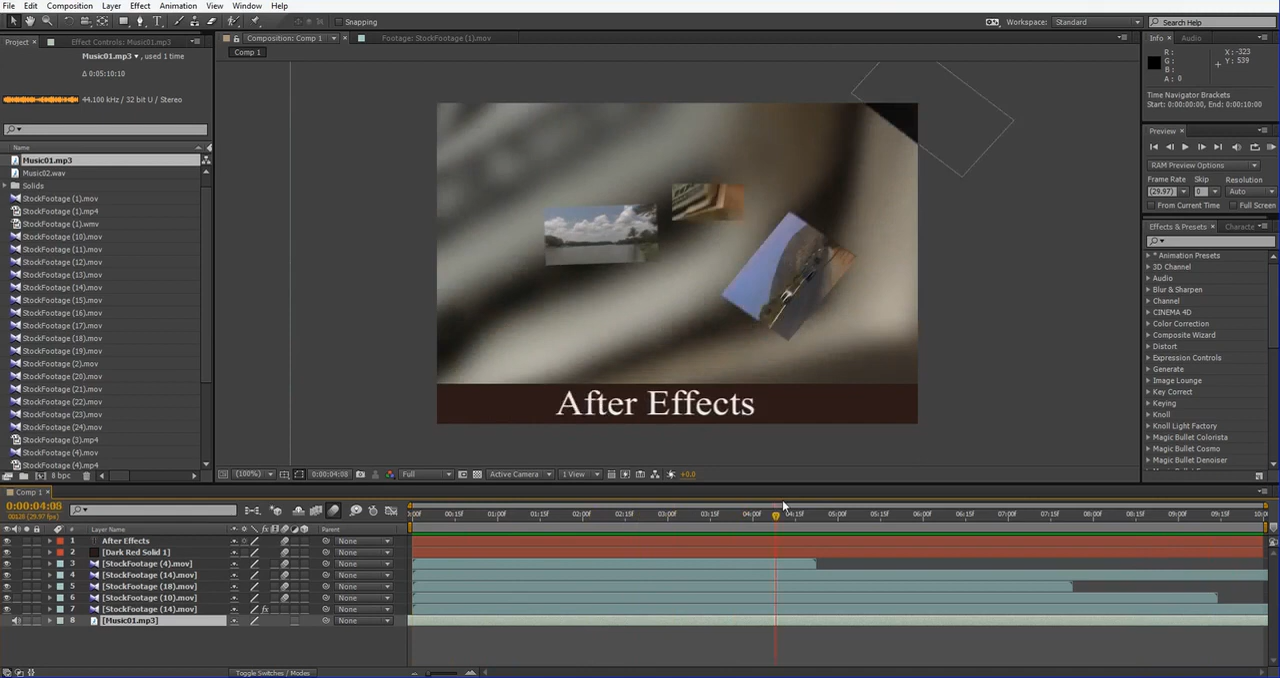 File Edit Composition Layer Effect Animation View Window Help
Snapping Workspace: Standard Search Help
Project Effect Controls: Music01.mp3 Composition: Comp 1 Footage: StockFootage (1).mov Info Audio
Comp 1
Music01.mp3 , used 1 time
Δ 0:05:10:10
44.100 kHz / 32 bit U / Stereo
R :
G :
B :
A : 0
X : -323
Y : 539
Time Navigator Brackets
Start: 0:00:00:00, End: 0:00:10:00
Preview
RAM Preview Options
Frame Rate Skip Resolution
(29.97) 0 Auto
From Current Time Full Screen
Effects & Presets Characte
* Animation Presets
3D Channel
Audio
Blur & Sharpen
Channel
CINEMA 4D
Color Correction
Composite Wizard
Distort
Expression Controls
Generate
Image Lounge
Key Correct
Keying
Knoll
Knoll Light Factory
Magic Bullet Colorista
Magic Bullet Cosmo
Magic Bullet Denoiser
Name
Music01.mp3
Music02.wav
Solids
StockFootage (1).mov
StockFootage (1).mp4
StockFootage (1).wmv
StockFootage (10).mov
StockFootage (11).mov
StockFootage (12).mov
StockFootage (13).mov
StockFootage (14).mov
StockFootage (15).mov
StockFootage (16).mov
StockFootage (17).mov
StockFootage (18).mov
StockFootage (19).mov
StockFootage (2).mov
StockFootage (20).mov
StockFootage (21).mov
StockFootage (22).mov
StockFootage (23).mov
StockFootage (24).mov
StockFootage (3).mp4
StockFootage (4).mov
StockFootage (4).mp4
8 bpc
After Effects
(100%) 0:00:04:08 Full Active Camera 1 View +0.0
Comp 1
0:00:04:08
00128 (29.97 fps)
00f 00:15f 01:00f 01:15f 02:00f 02:15f 03:00f 03:15f 04:00f 04:15f 05:00f 05:15f 06:00f 06:15f 07:00f 07:15f 08:00f 08:15f 09:00f 09:15f 10:0
# Layer Name Parent
1 After Effects None
2 [Dark Red Solid 1] None
3 [StockFootage (4).mov] None
4 [StockFootage (14).mov] None
5 [StockFootage (18).mov] None
6 [StockFootage (10).mov] None
7 [StockFootage (14).mov] None
8 [Music01.mp3] None
Toggle Switches / Modes